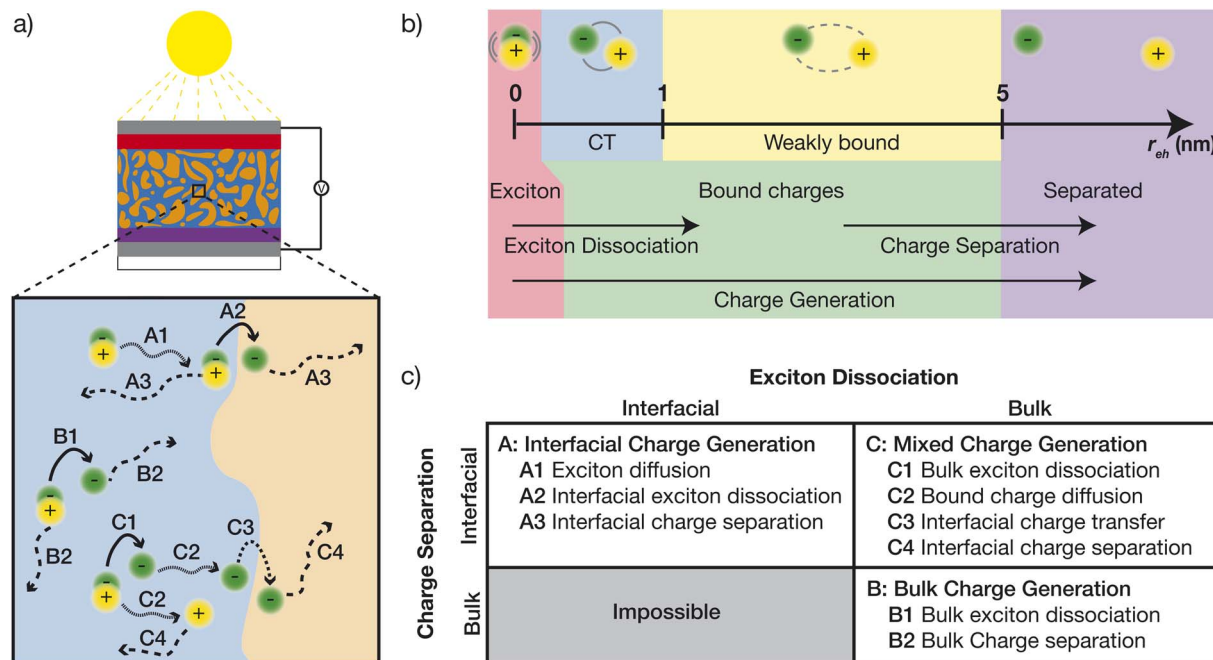 a)
V
A1
A2
A3
A3
B1
B2
B2
C1
C2
C2
C3
C4
C4
+
-
b)
0
1
5
CT
Weakly bound
r_eh (nm)
Exciton
Bound charges
Separated
Exciton Dissociation
Charge Separation
Charge Generation
c)
Exciton Dissociation
Interfacial
Bulk
Charge Separation
Interfacial
A: Interfacial Charge Generation
A1 Exciton diffusion
A2 Interfacial exciton dissociation
A3 Interfacial charge separation
C: Mixed Charge Generation
C1 Bulk exciton dissociation
C2 Bound charge diffusion
C3 Interfacial charge transfer
C4 Interfacial charge separation
Bulk
Impossible
B: Bulk Charge Generation
B1 Bulk exciton dissociation
B2 Bulk Charge separation